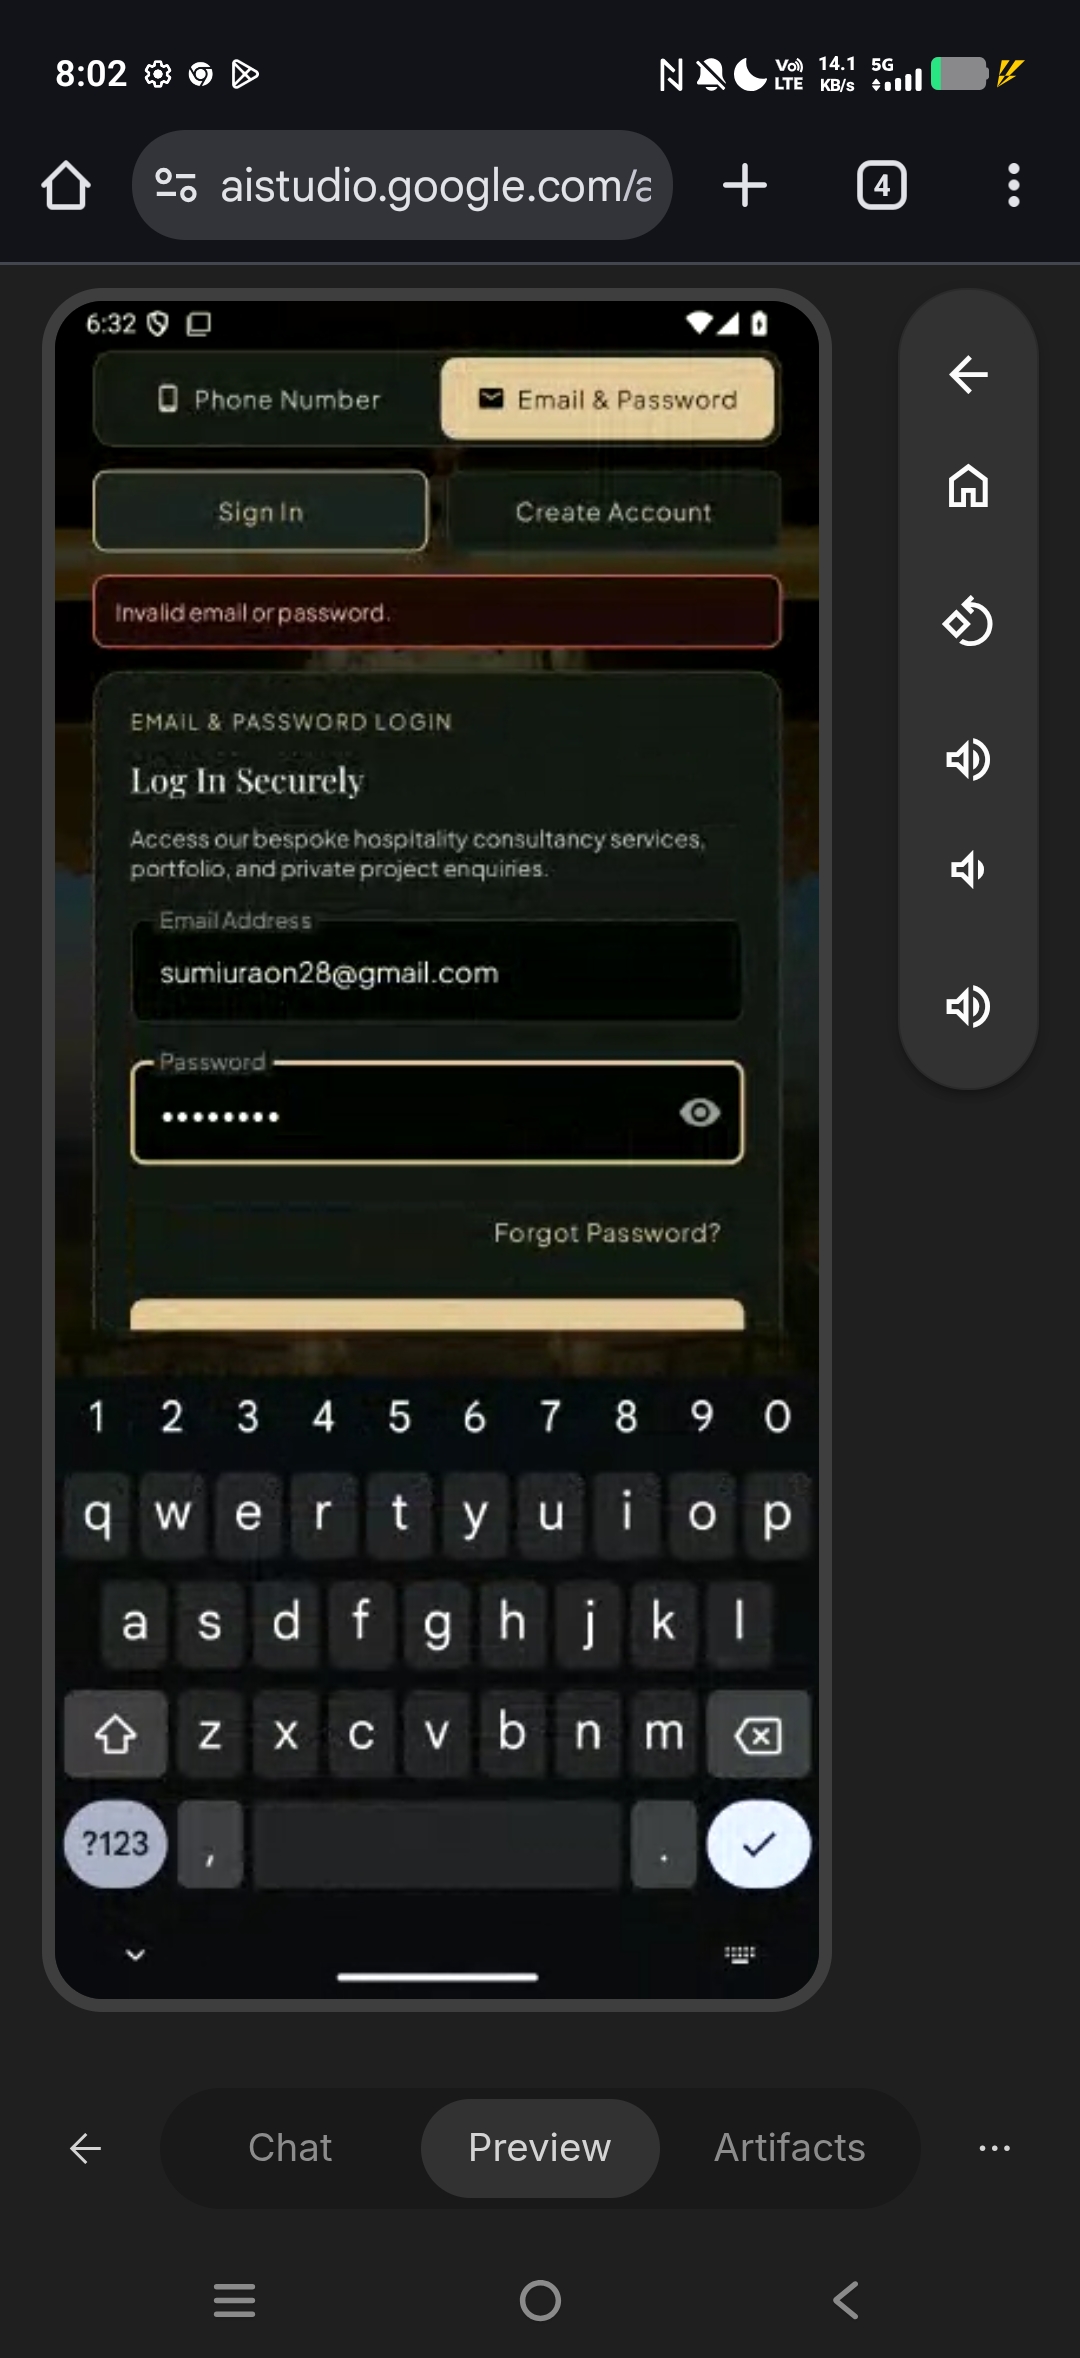 8:02
Vo)) LTE
14.1 KB/s
5G
aistudio.google.com/a
4
6:32
Phone Number
Email & Password
Sign In
Create Account
Invalid email or password.
EMAIL & PASSWORD LOGIN
Log In Securely
Access our bespoke hospitality consultancy services,
portfolio, and private project enquiries.
Email Address
sumiuraon28@gmail.com
Password
••••••••
Forgot Password?
1 2 3 4 5 6 7 8 9 0
q w e r t y u i o p
a s d f g h j k l
z x c v b n m
?123 , .
Chat
Preview
Artifacts